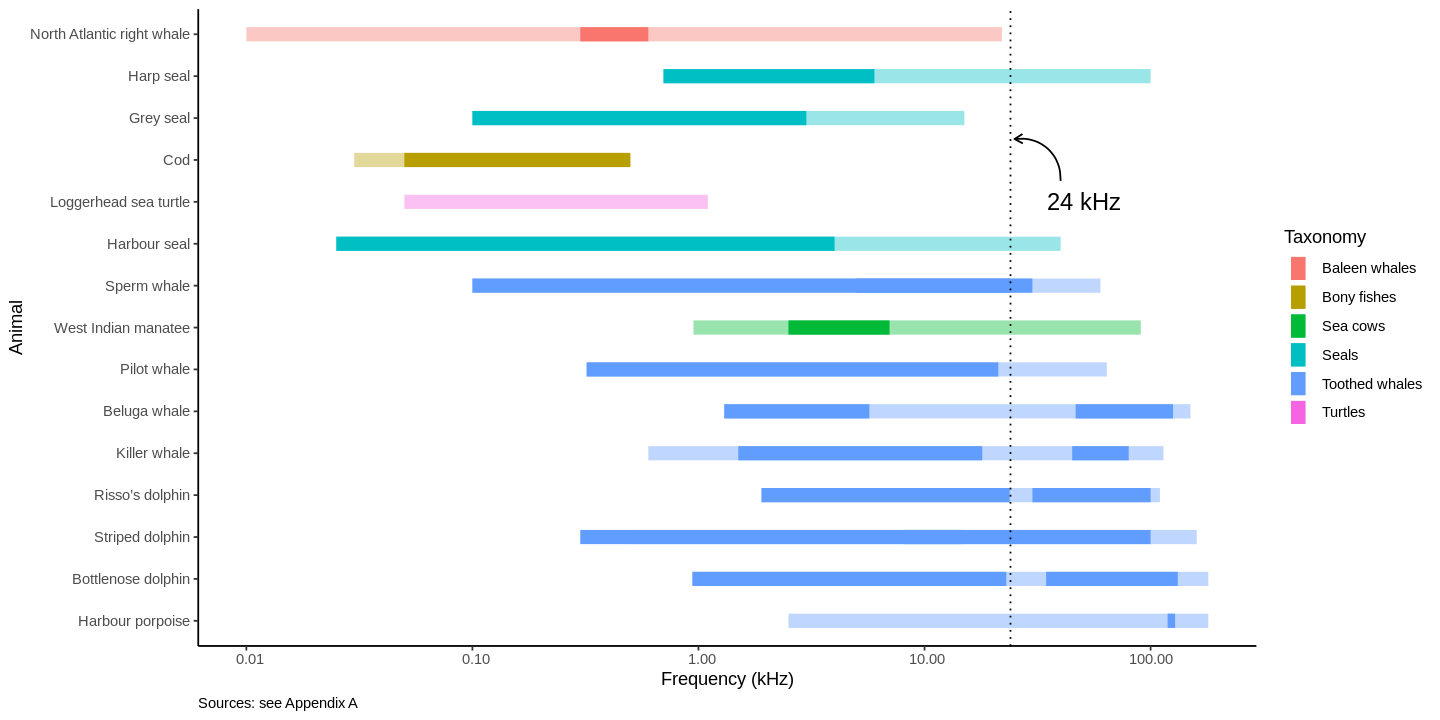 North Atlantic right whale
Harp seal
Grey seal
Cod
Loggerhead sea turtle
Harbour seal
Sperm whale
West Indian manatee
Pilot whale
Beluga whale
Killer whale
Risso’s dolphin
Striped dolphin
Bottlenose dolphin
Harbour porpoise
Animal
24 kHz
0.01 0.10 1.00 10.00 100.00
Frequency (kHz)
Sources: see Appendix A
Taxonomy
Baleen whales
Bony fishes
Sea cows
Seals
Toothed whales
Turtles